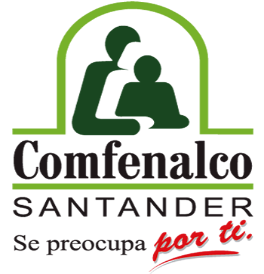 Comfenalco
SANTANDER
Se preocupa por ti.